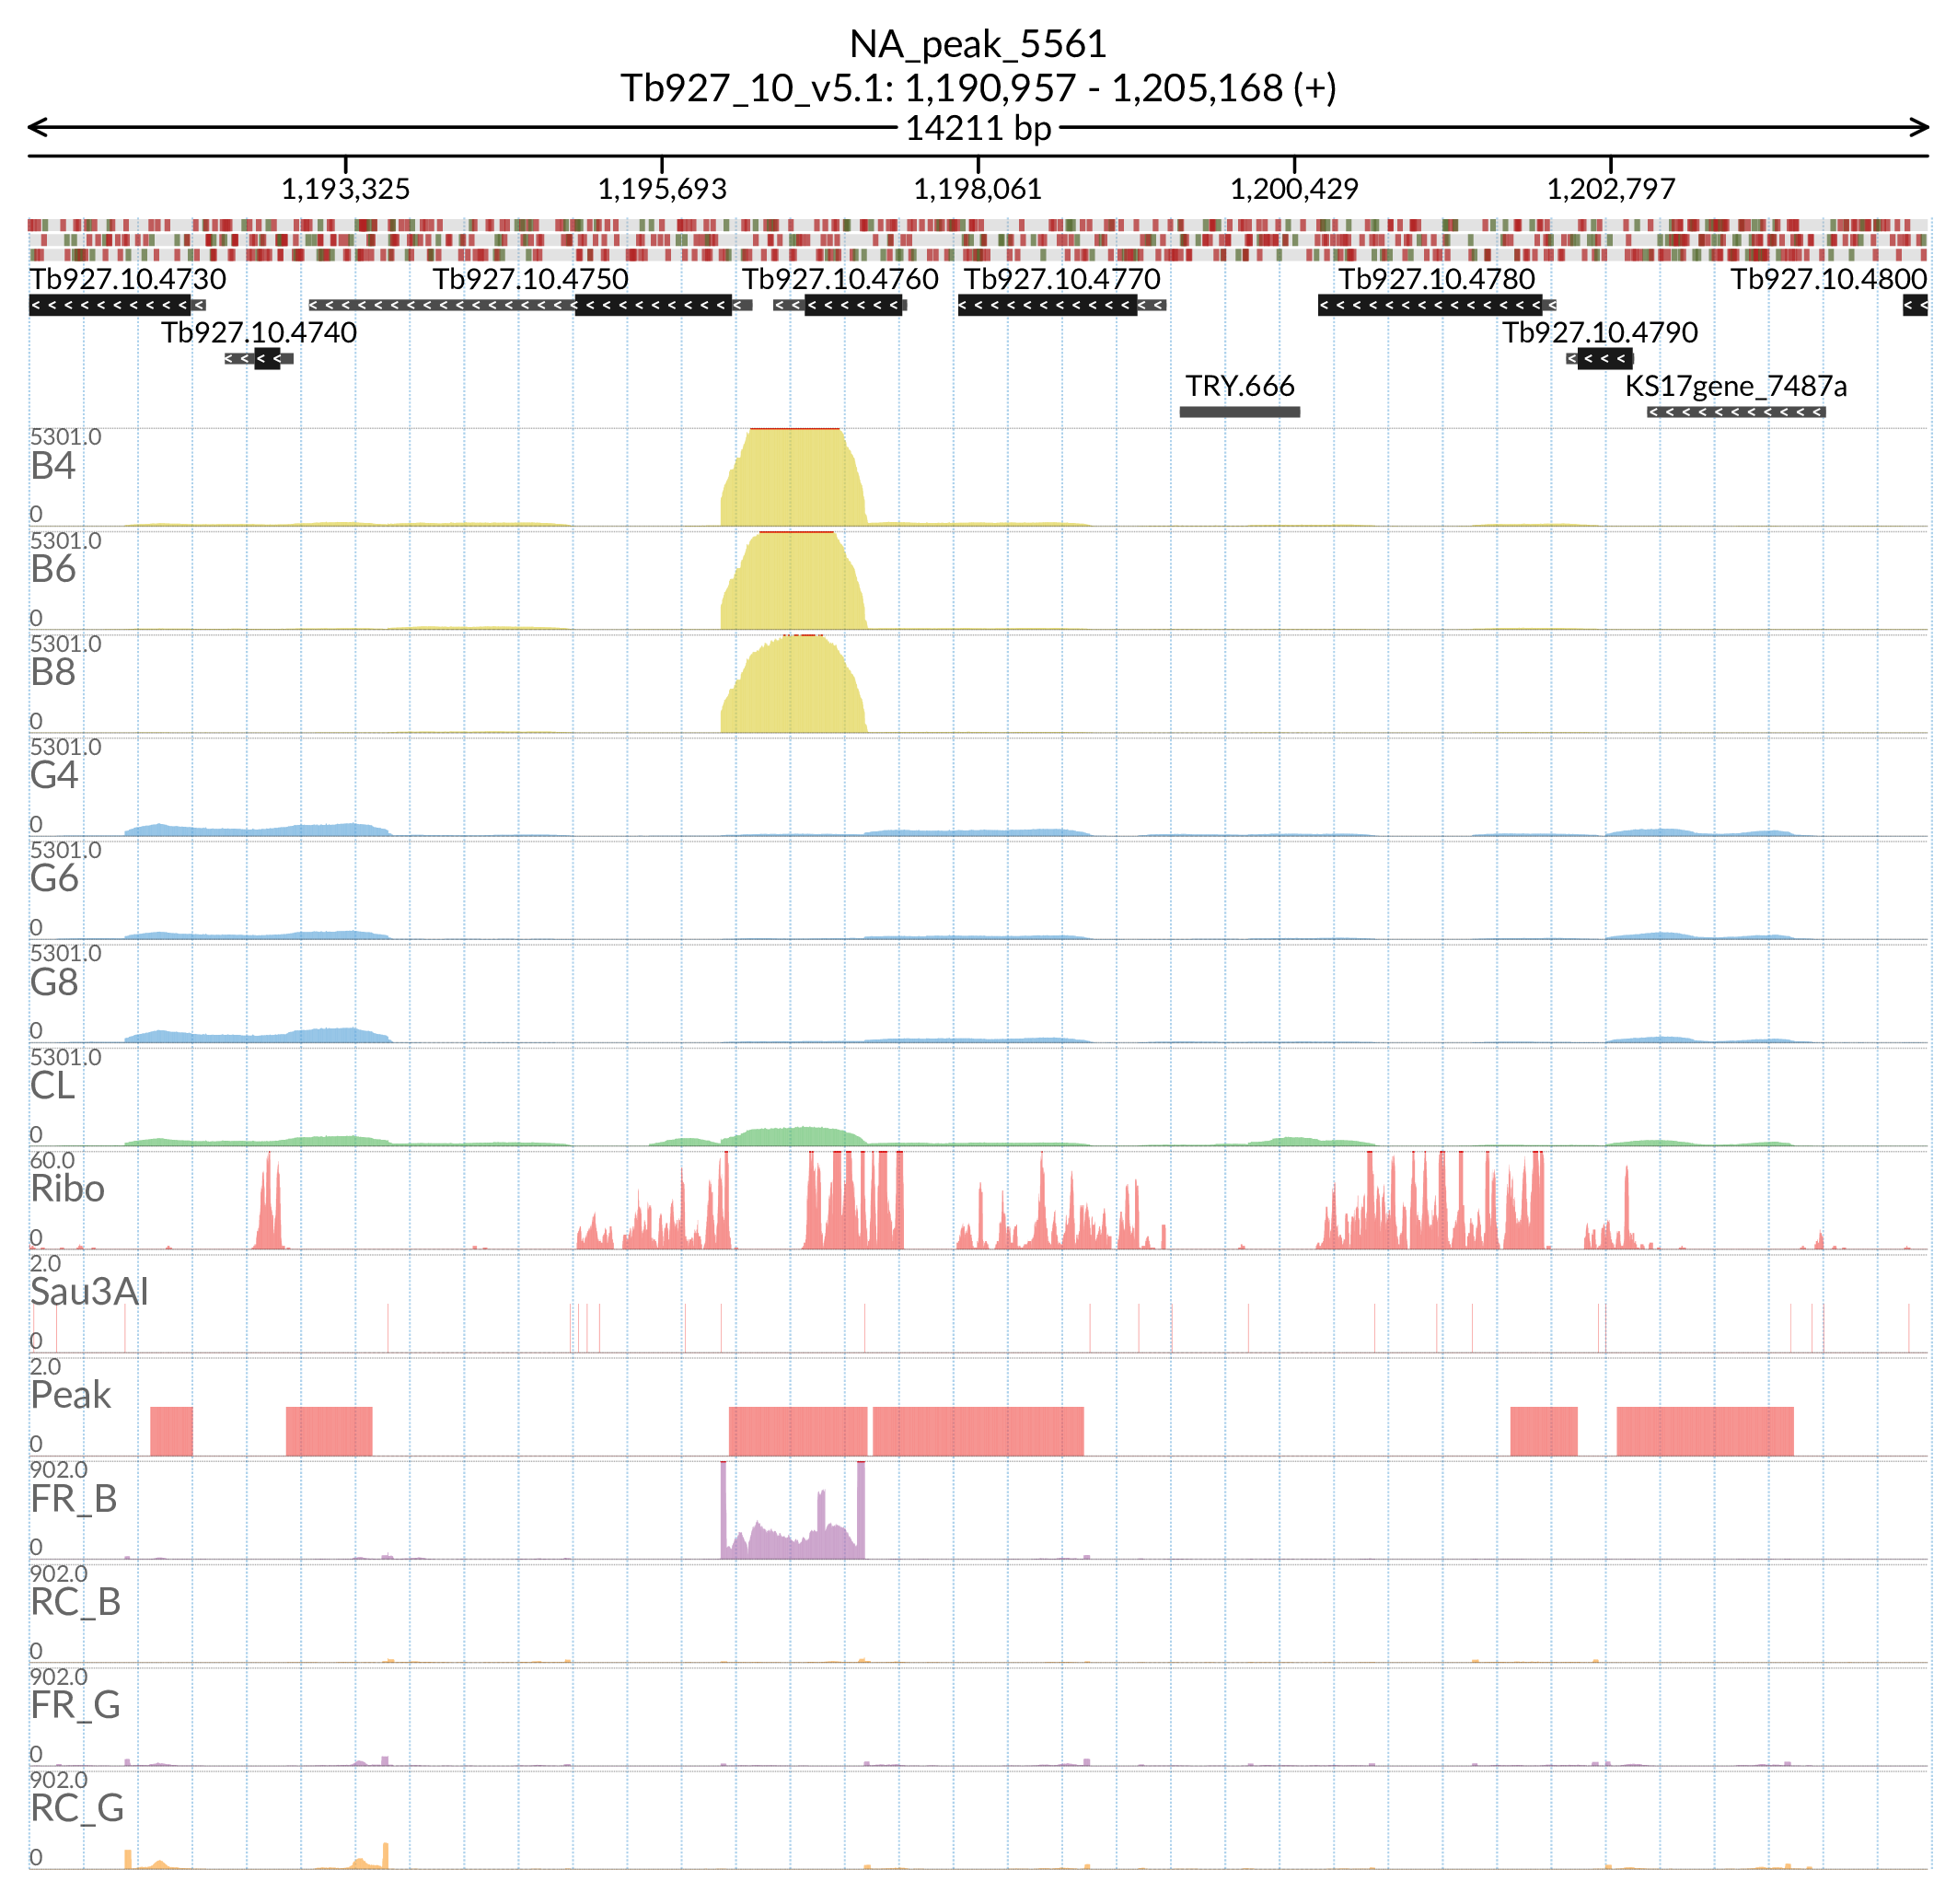 NA_peak_5561
Tb927_10_v5.1: 1,190,957 - 1,205,168 (+)
14211 bp
1,193,325 1,195,693 1,198,061 1,200,429 1,202,797
Tb927.10.4730 Tb927.10.4750 Tb927.10.4760 Tb927.10.4770 Tb927.10.4780 Tb927.10.4800
Tb927.10.4740 Tb927.10.4790
TRY.666 KS17gene_7487a
5301.0
B4
0
5301.0
B6
0
5301.0
B8
0
5301.0
G4
0
5301.0
G6
0
5301.0
G8
0
5301.0
CL
0
60.0
Ribo
0
2.0
Sau3AI
0
2.0
Peak
0
902.0
FR_B
0
902.0
RC_B
0
902.0
FR_G
0
902.0
RC_G
0